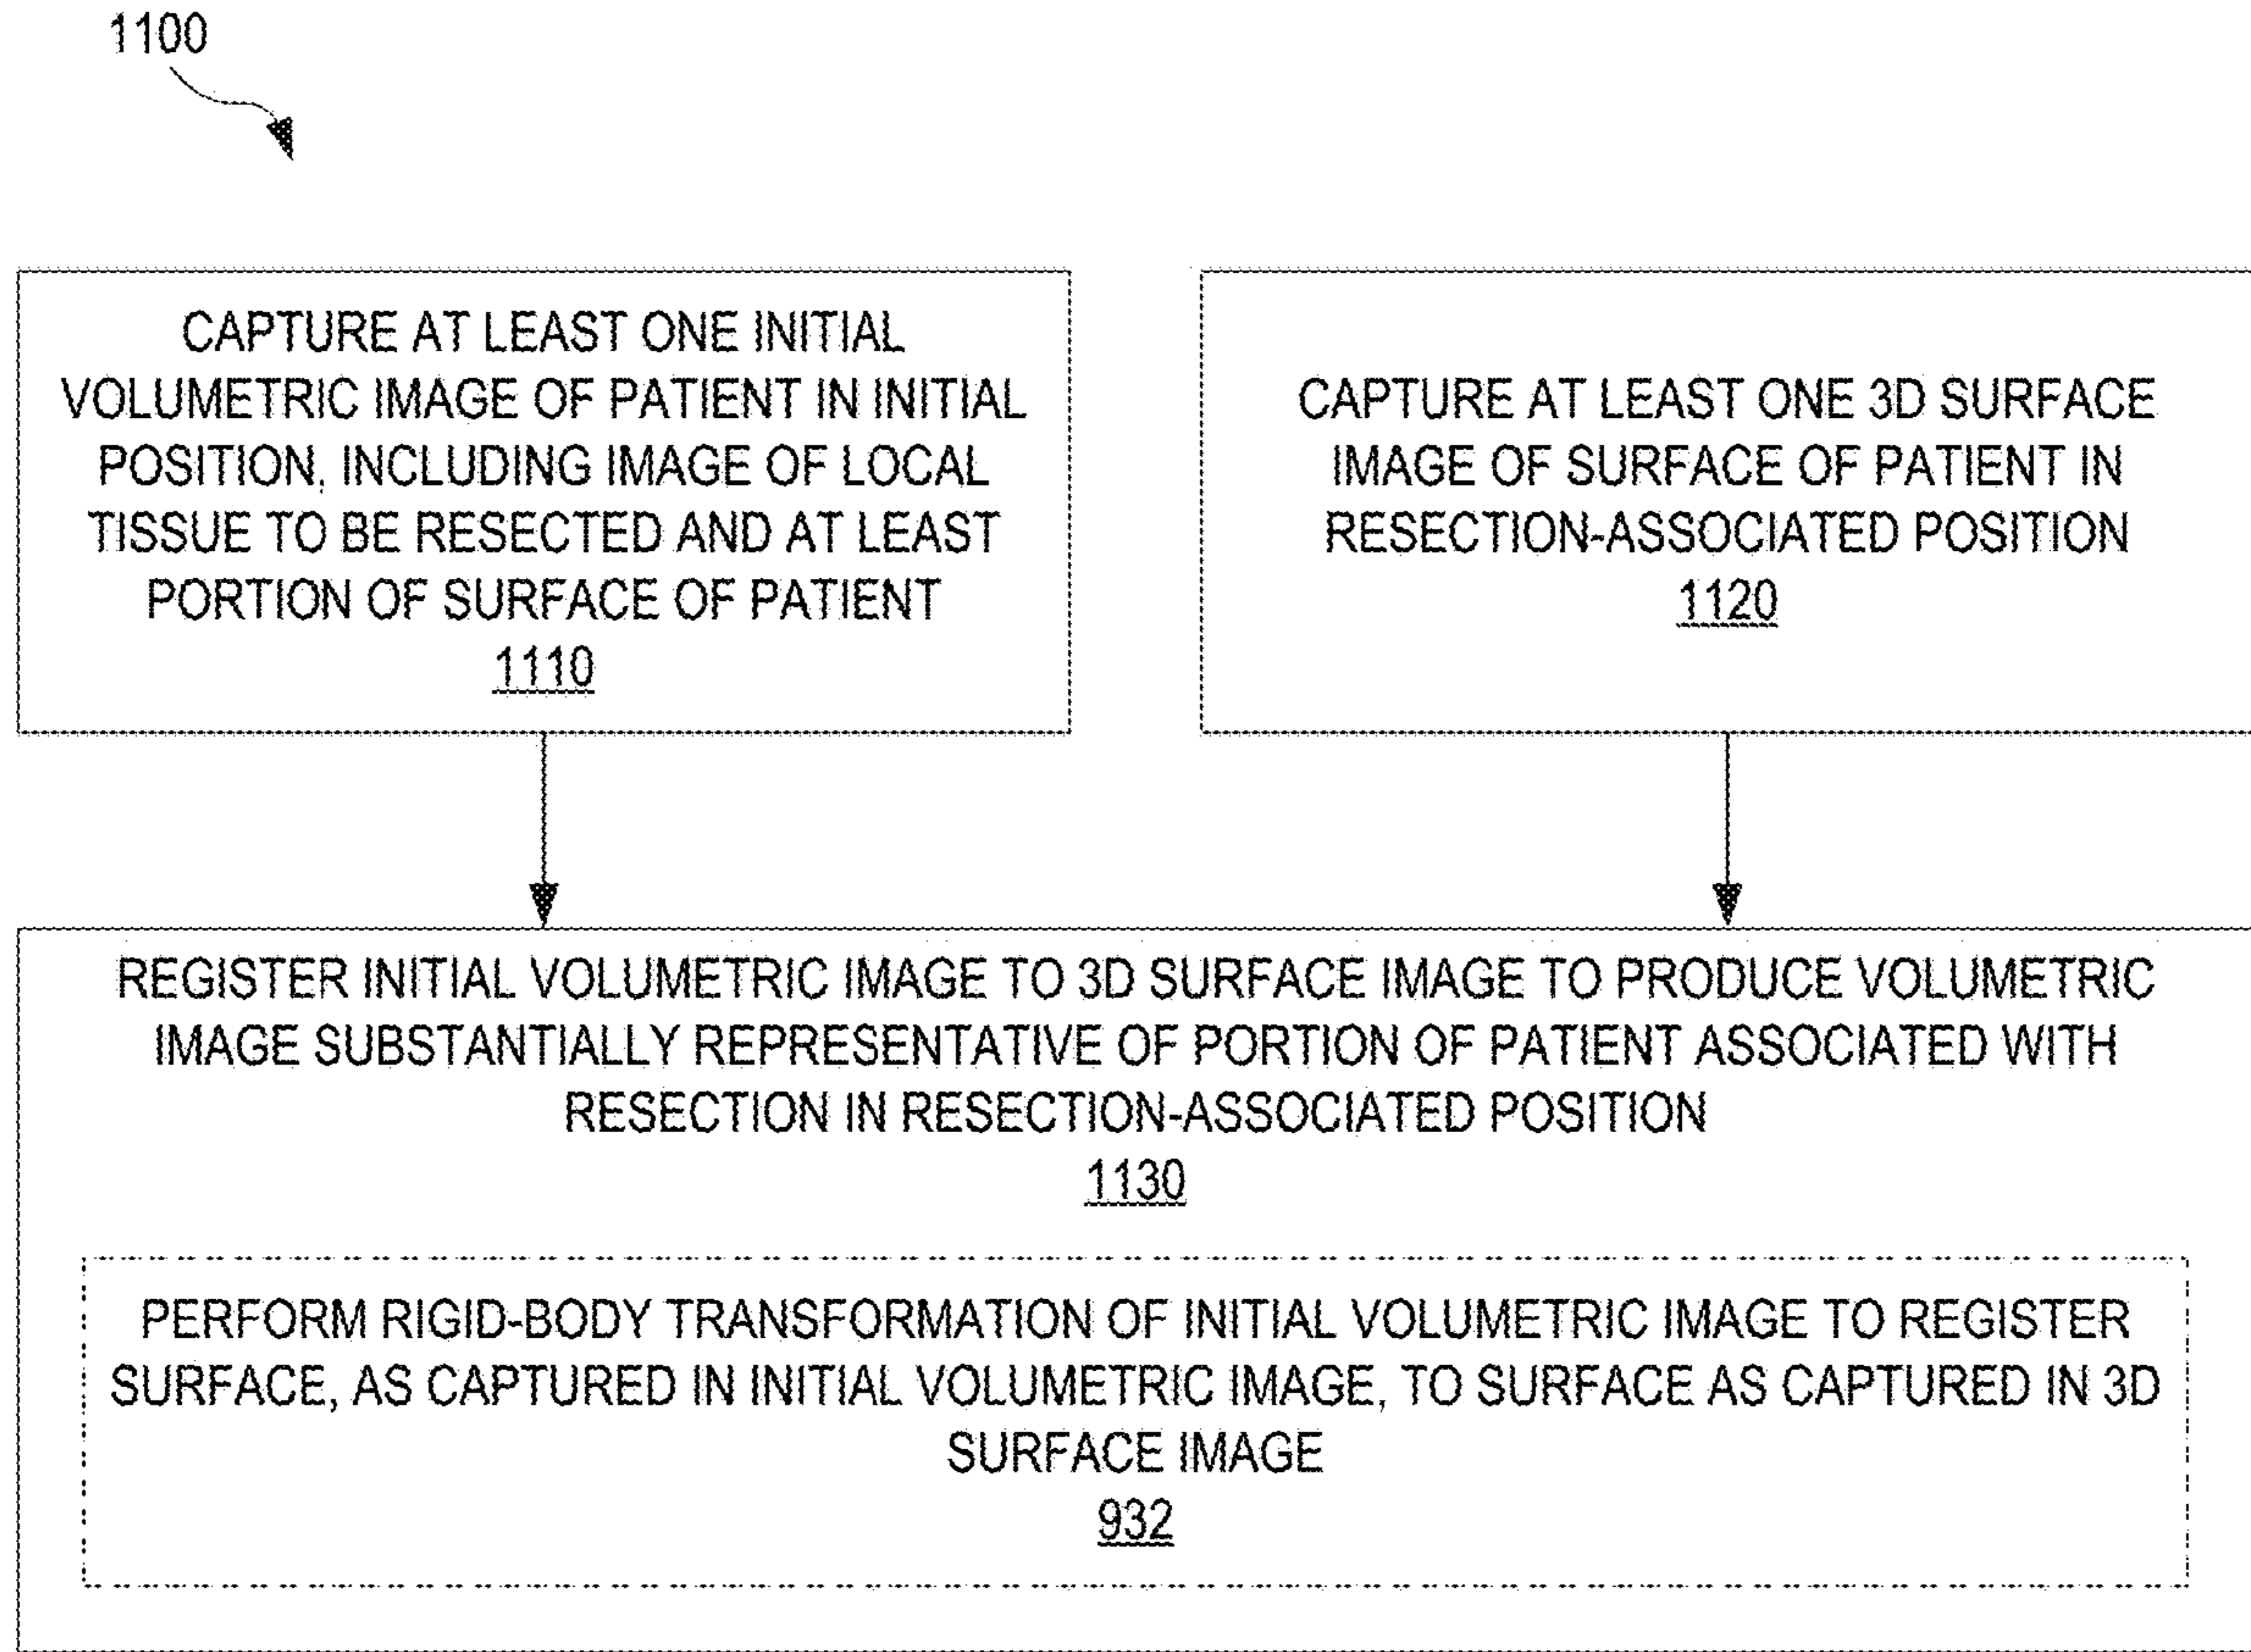 1100
CAPTURE AT LEAST ONE INITIAL
VOLUMETRIC IMAGE OF PATIENT IN INITIAL
POSITION, INCLUDING IMAGE OF LOCAL
TISSUE TO BE RESECTED AND AT LEAST
PORTION OF SURFACE OF PATIENT
1110
CAPTURE AT LEAST ONE 3D SURFACE
IMAGE OF SURFACE OF PATIENT IN
RESECTION-ASSOCIATED POSITION
1120
REGISTER INITIAL VOLUMETRIC IMAGE TO 3D SURFACE IMAGE TO PRODUCE VOLUMETRIC
IMAGE SUBSTANTIALLY REPRESENTATIVE OF PORTION OF PATIENT ASSOCIATED WITH
RESECTION IN RESECTION-ASSOCIATED POSITION
1130
PERFORM RIGID-BODY TRANSFORMATION OF INITIAL VOLUMETRIC IMAGE TO REGISTER
SURFACE, AS CAPTURED IN INITIAL VOLUMETRIC IMAGE, TO SURFACE AS CAPTURED IN 3D
SURFACE IMAGE
932